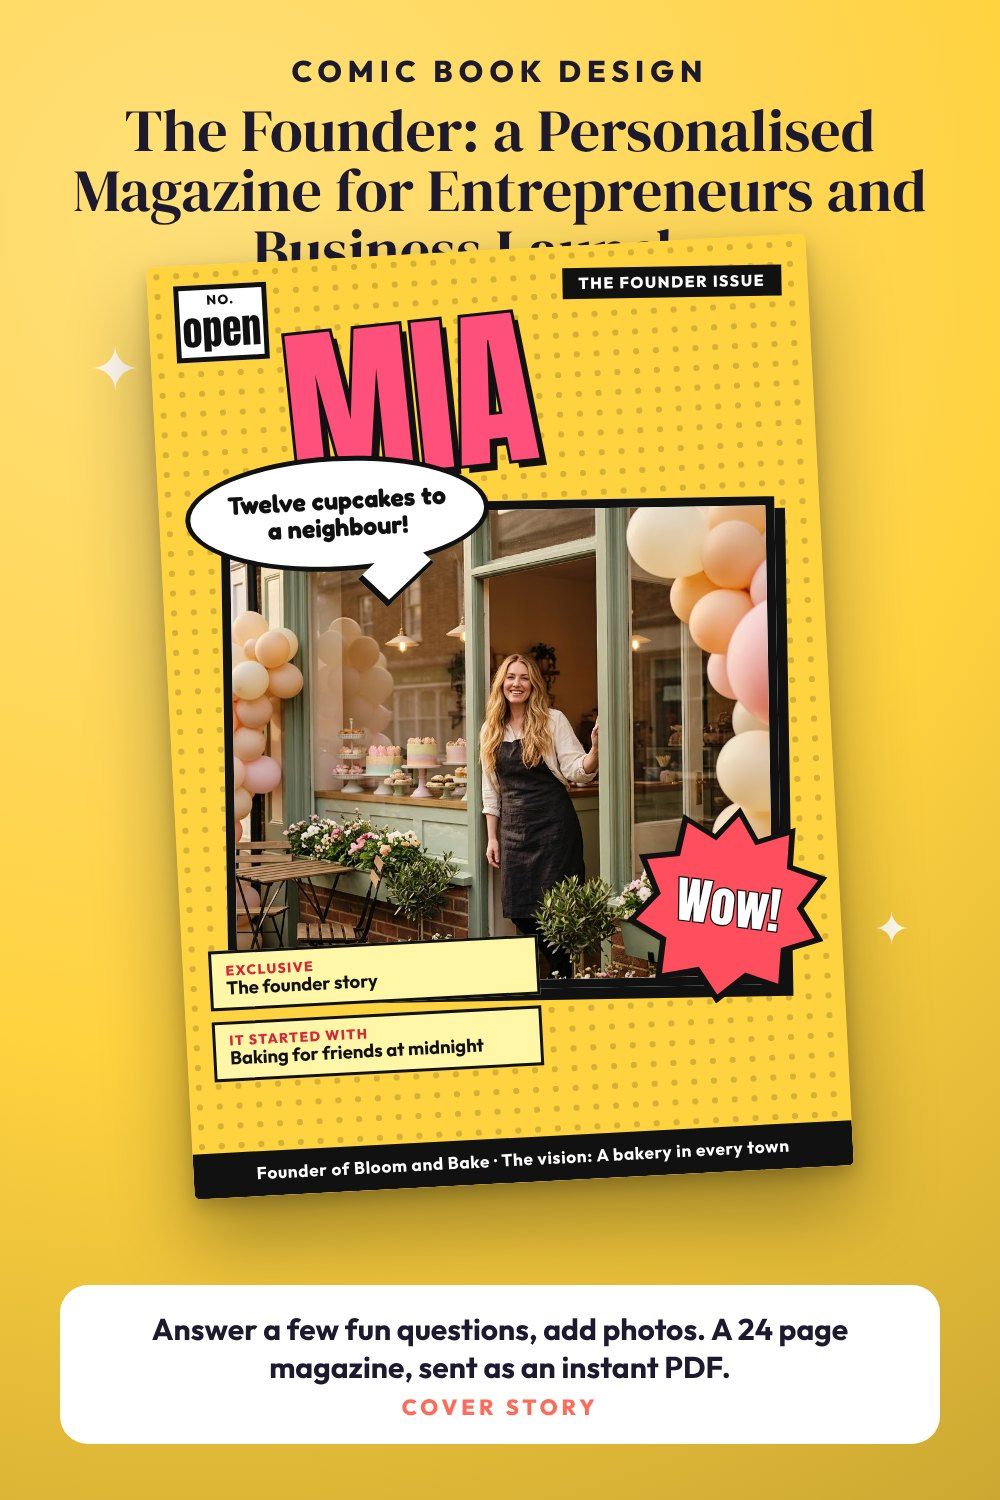 COMIC BOOK DESIGN
The Founder: a Personalised
Magazine for Entrepreneurs and
Business
THE FOUNDER ISSUE
NO.
open
MIA
Twelve cupcakes to
a neighbour!
Wow!
EXCLUSIVE
The founder story
IT STARTED WITH
Baking for friends at midnight
Founder of Bloom and Bake · The vision: A bakery in every town
Answer a few fun questions, add photos. A 24 page
magazine, sent as an instant PDF.
COVER STORY